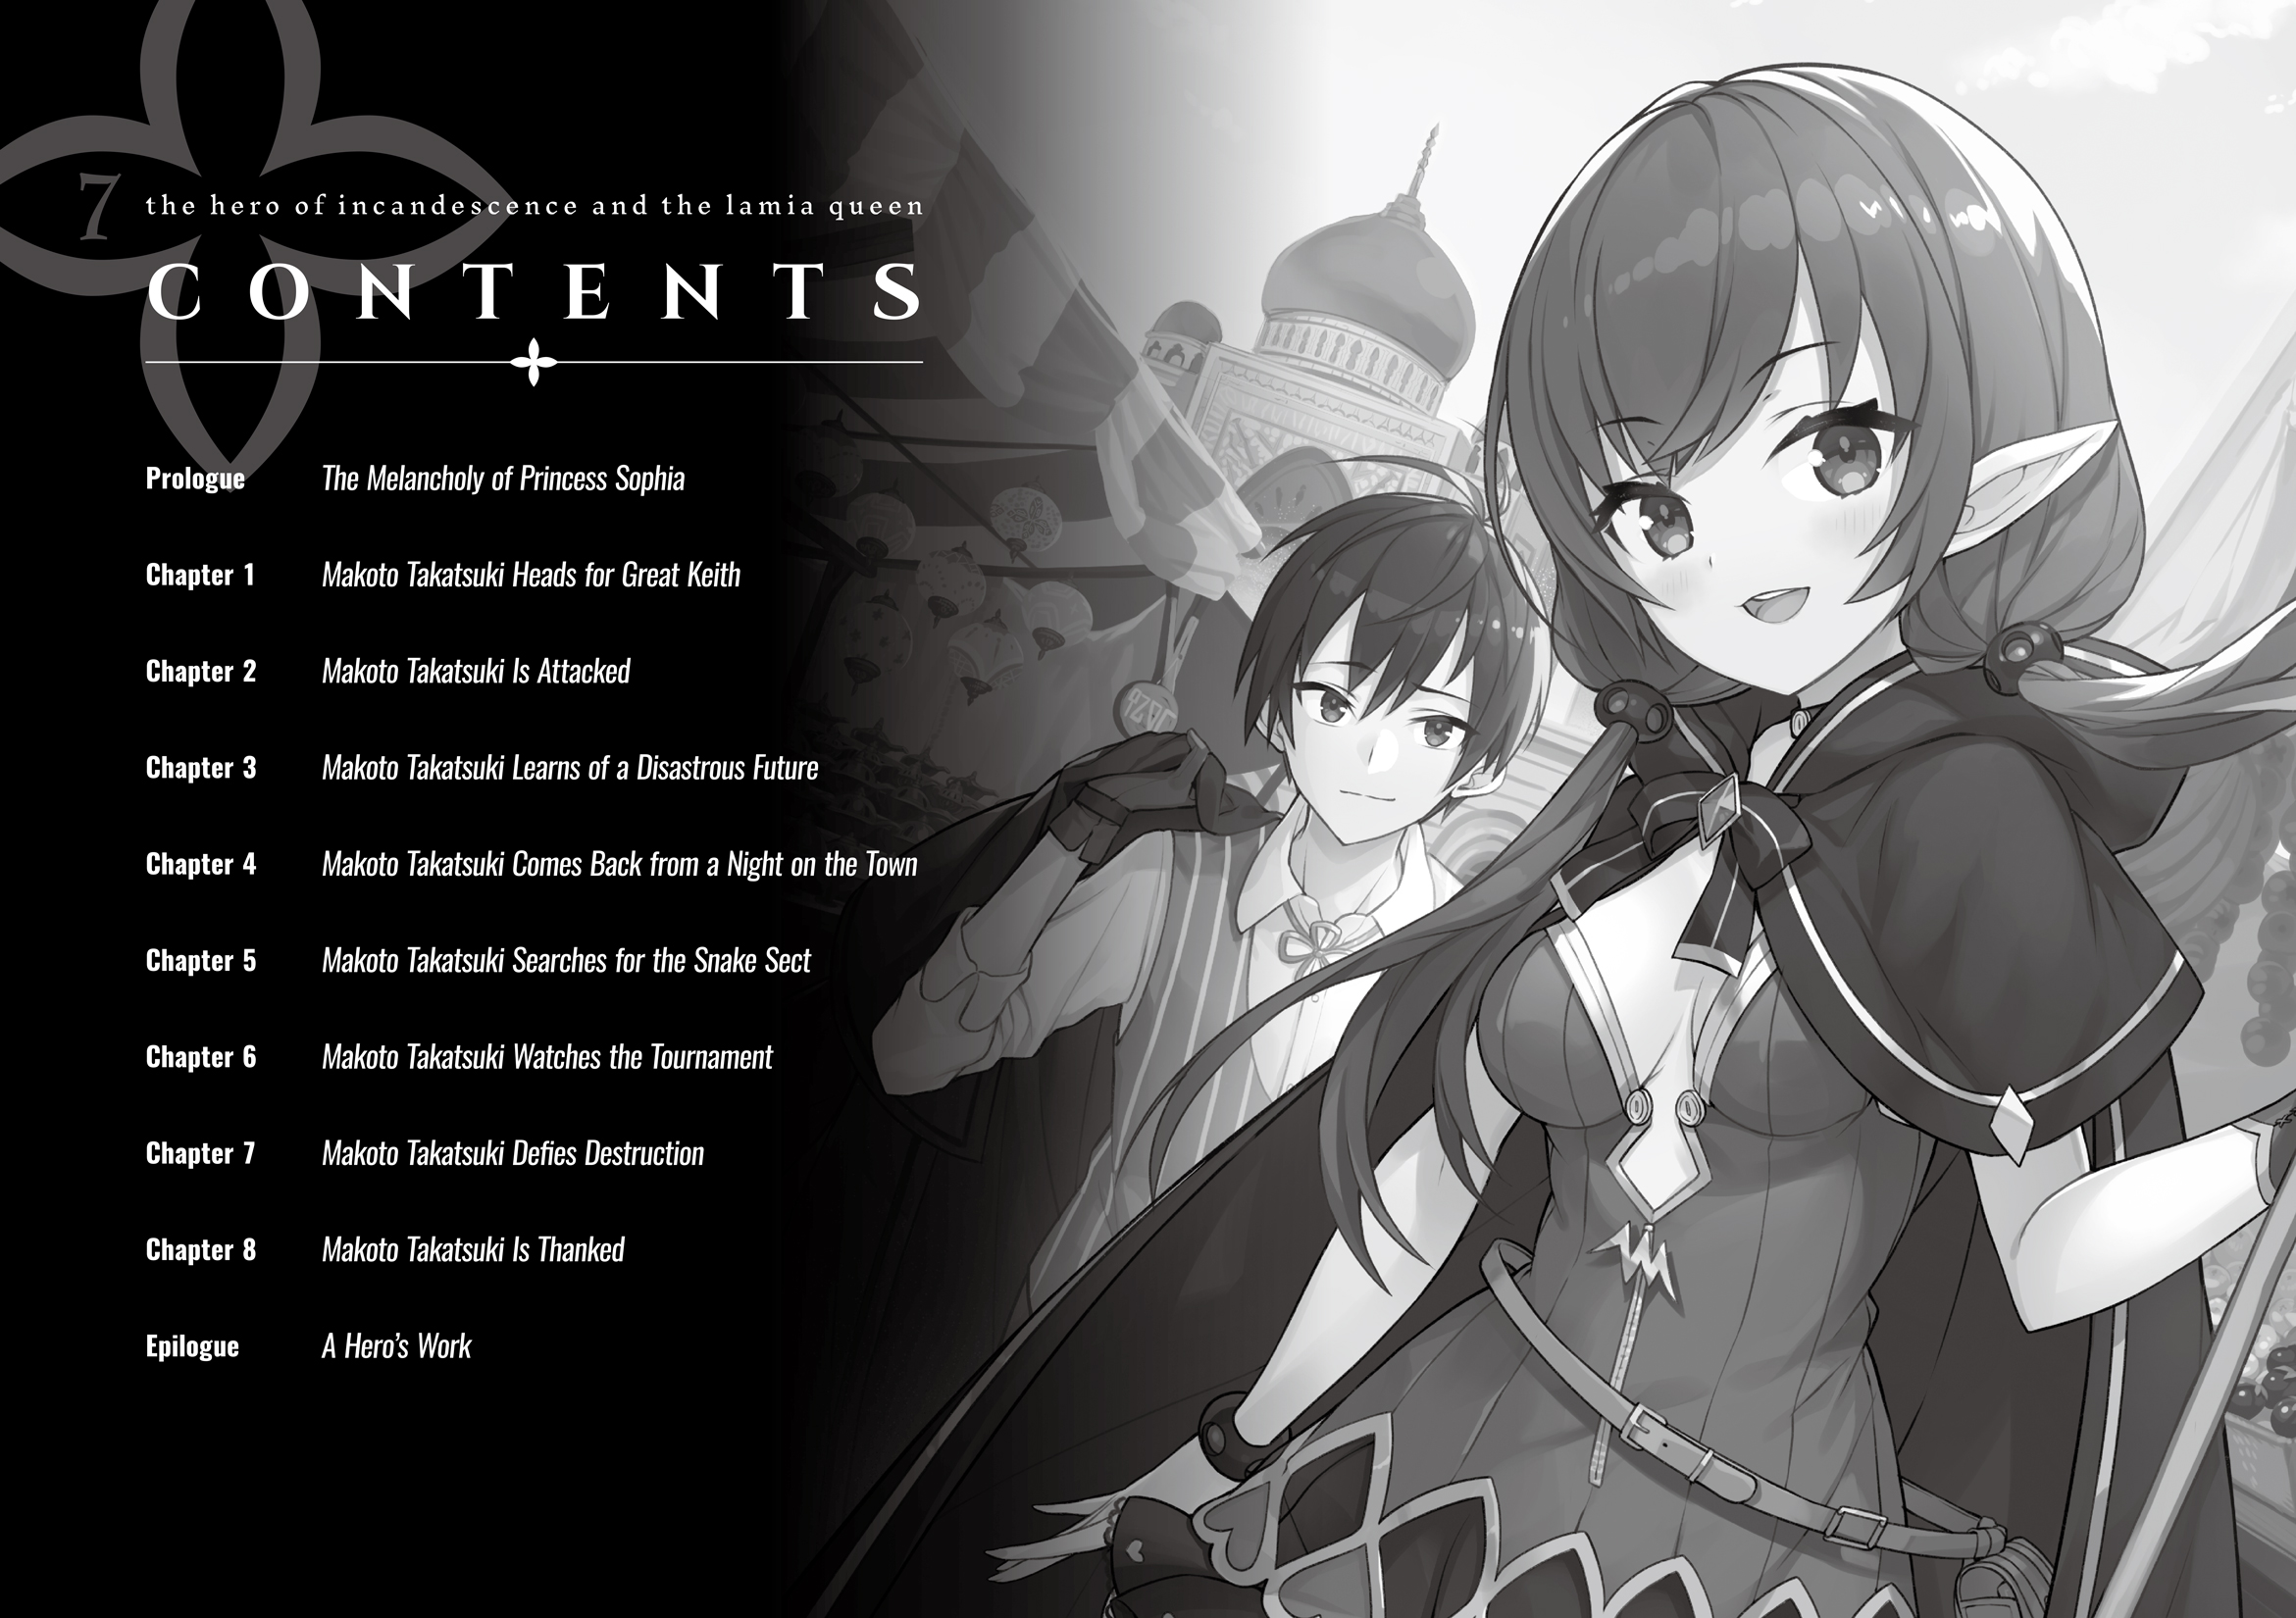 7 the hero of incandescence and the lamia queen
CONTENTS
Prologue The Melancholy of Princess Sophia
Chapter 1 Makoto Takatsuki Heads for Great Keith
Chapter 2 Makoto Takatsuki Is Attacked
Chapter 3 Makoto Takatsuki Learns of a Disastrous Future
Chapter 4 Makoto Takatsuki Comes Back from a Night on the Town
Chapter 5 Makoto Takatsuki Searches for the Snake Sect
Chapter 6 Makoto Takatsuki Watches the Tournament
Chapter 7 Makoto Takatsuki Defies Destruction
Chapter 8 Makoto Takatsuki Is Thanked
Epilogue A Hero’s Work